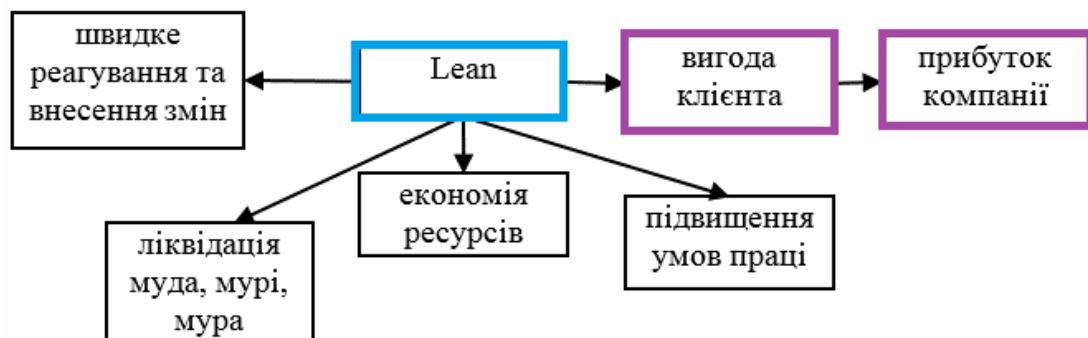 швидке
реагування та
внесення змін
Lean
вигода
клієнта
прибуток
компанії
ліквідація
муда, мурі,
мура
економія
ресурсів
підвищення
умов праці